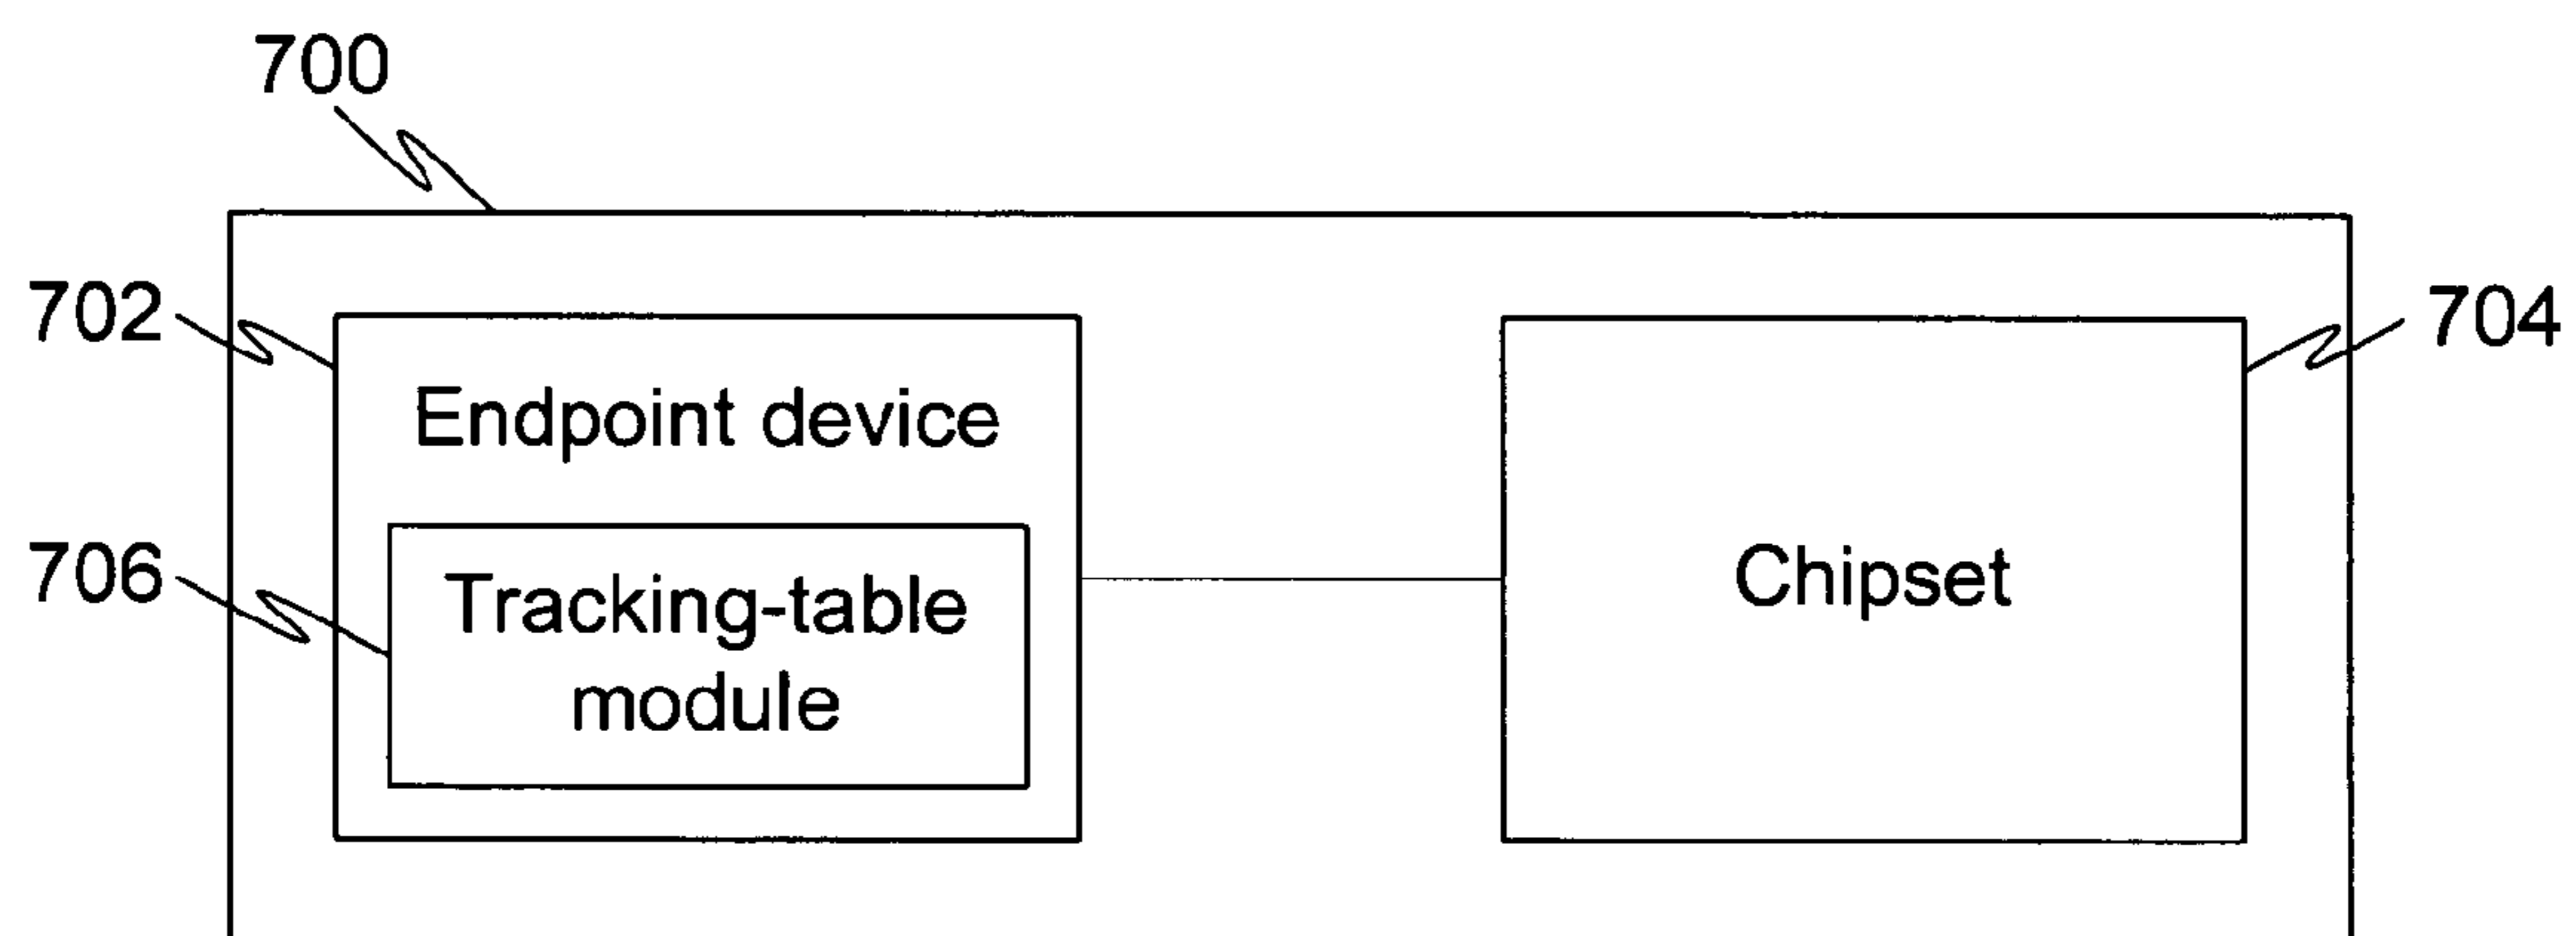 700
702
704
Endpoint device
706
Tracking-table
module
Chipset